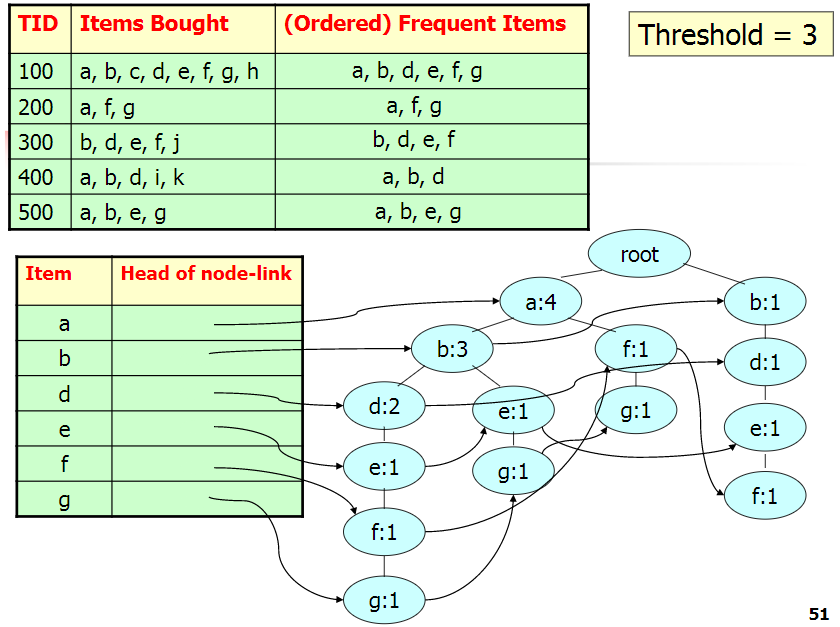 TID Items Bought (Ordered) Frequent Items
Threshold = 3
100 a, b, c, d, e, f, g, h a, b, d, e, f, g
200 a, f, g a, f, g
300 b, d, e, f, j b, d, e, f
400 a, b, d, i, k a, b, d
500 a, b, e, g a, b, e, g
Item Head of node-link
a
b
d
e
f
g
root
a:4 b:1
b:3 f:1 d:1
d:2 e:1 g:1 e:1
e:1 g:1 f:1
f:1
g:1
51